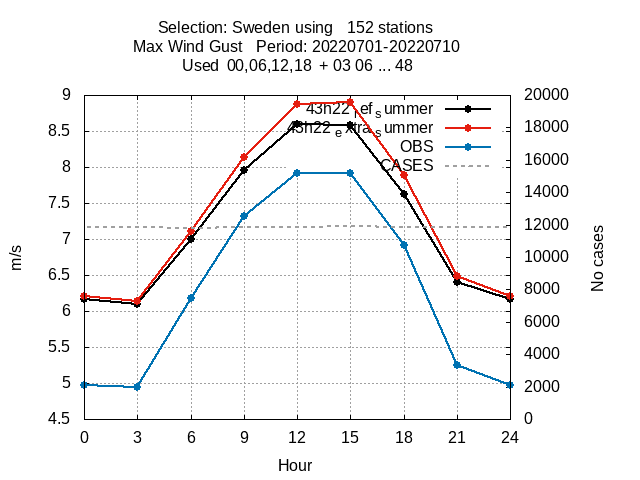 Selection: Sweden using   152 stations
Max Wind Gust   Period: 20220701-20220710
Used  00,06,12,18  + 03 06 ... 48
43h22_ref_summer
43h22_extra_summer
OBS
CASES
9
8.5
8
7.5
7
6.5
6
5.5
5
4.5
m/s
20000
18000
16000
14000
12000
10000
8000
6000
4000
2000
0
No cases
0 3 6 9 12 15 18 21 24
Hour